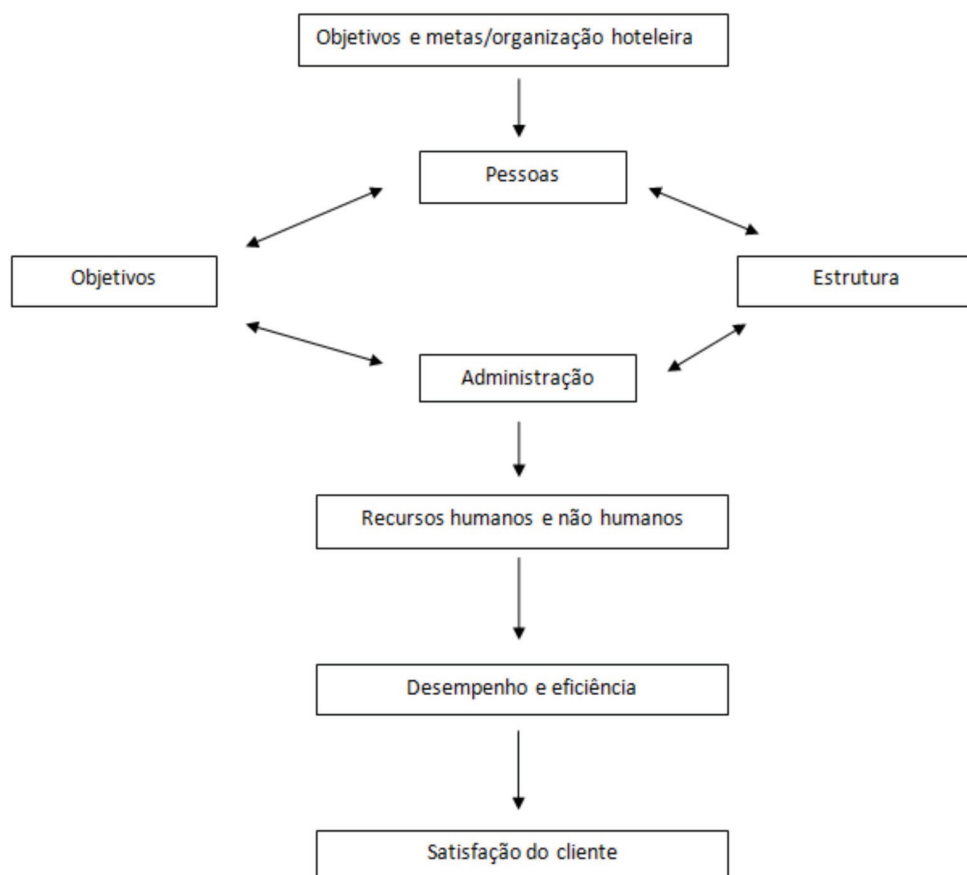 Objetivos e metas/organização hoteleira
Pessoas
Objetivos
Estrutura
Administração
Recursos humanos e não humanos
Desempenho e eficiência
Satisfação do cliente